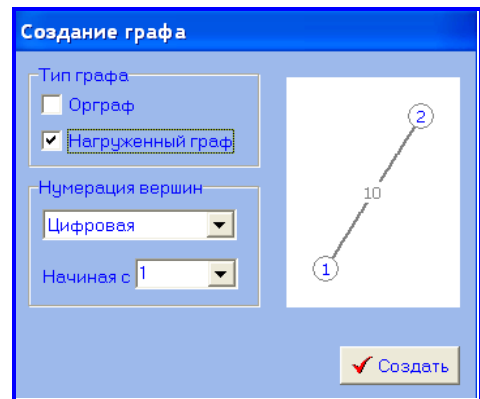 Создание графа
Тип графа
Орграф
Нагруженный граф
Нумерация вершин
Цифровая
Начиная с 1
2
10
1
Создать